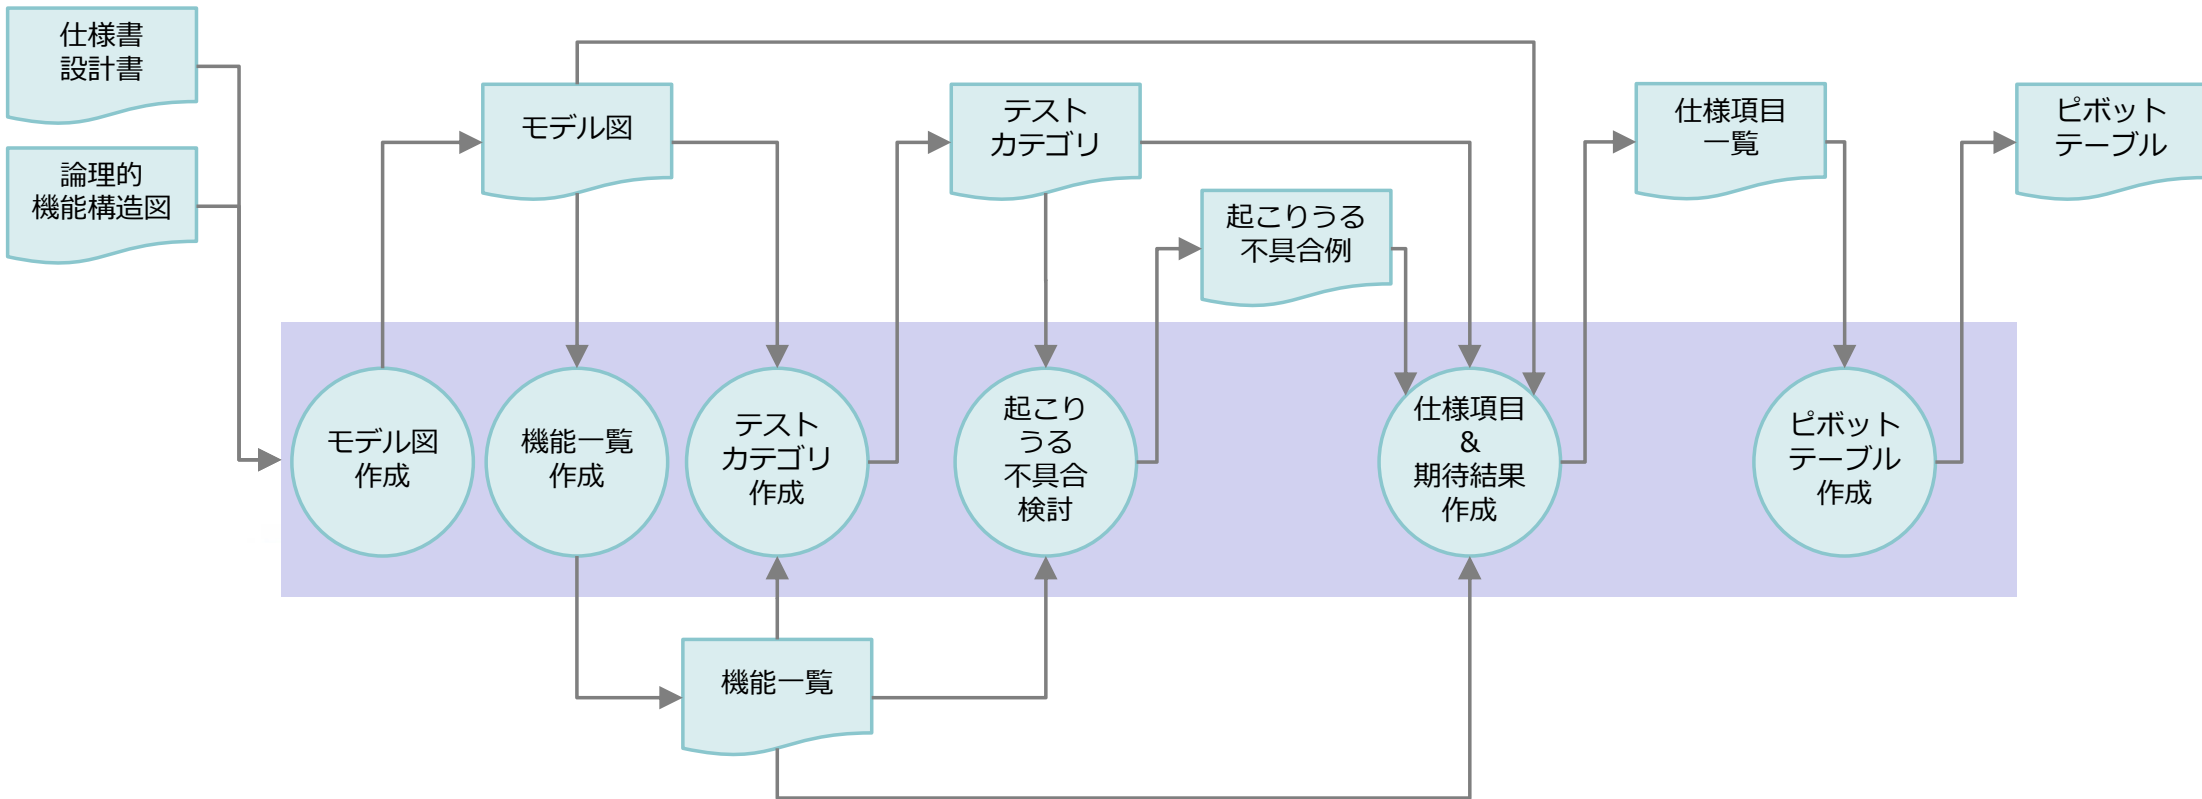 仕様書
設計書
論理的
機能構造図
モデル図
テスト
カテゴリ
起こりうる
不具合例
仕様項目
一覧
ピボット
テーブル
モデル図
作成
機能一覧
作成
テスト
カテゴリ
作成
起こり
うる
不具合
検討
仕様項目
&
期待結果
作成
ピボット
テーブル
作成
機能一覧